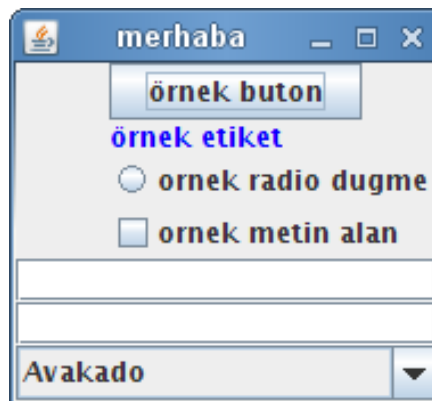 merhaba
örnek buton
örnek etiket
ornek radio dugme
ornek metin alan
Avakado